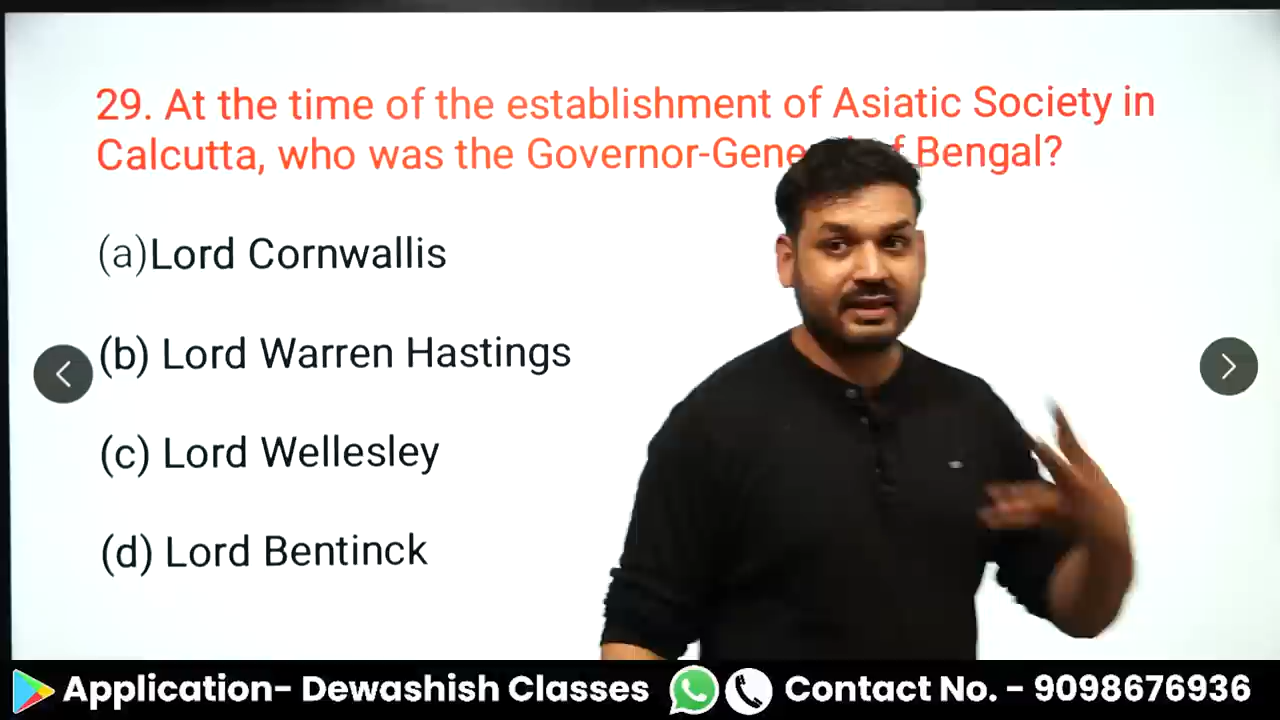 29. At the time of the establishment of Asiatic Society in
Calcutta, who was the Governor-Gene f Bengal?
(a)Lord Cornwallis
(b) Lord Warren Hastings
(c) Lord Wellesley
(d) Lord Bentinck
Application- Dewashish Classes Contact No. - 9098676936